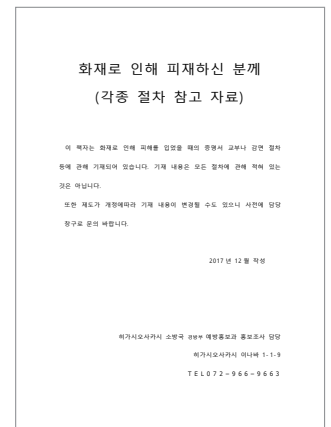 화재로 인해 피재하신 분께
(각종 절차 참고 자료)
이 책자는 화재로 인해 피해를 입었을 때의 증명서 교부나 감면 절차
등에 관해 기재되어 있습니다. 기재 내용은 모든 절차에 관해 적혀 있는
것은 아닙니다.
또한 제도가 개정에따라 기재 내용이 변경될 수도 있으니 사전에 담당
창구로 문의 바랍니다.
2017 년 12 월 작성
히가시오사카시 소방국 경방부 예방홍보과 홍보조사 담당
히가시오사카시 이나바 1-1-9
TEL072−966−9663